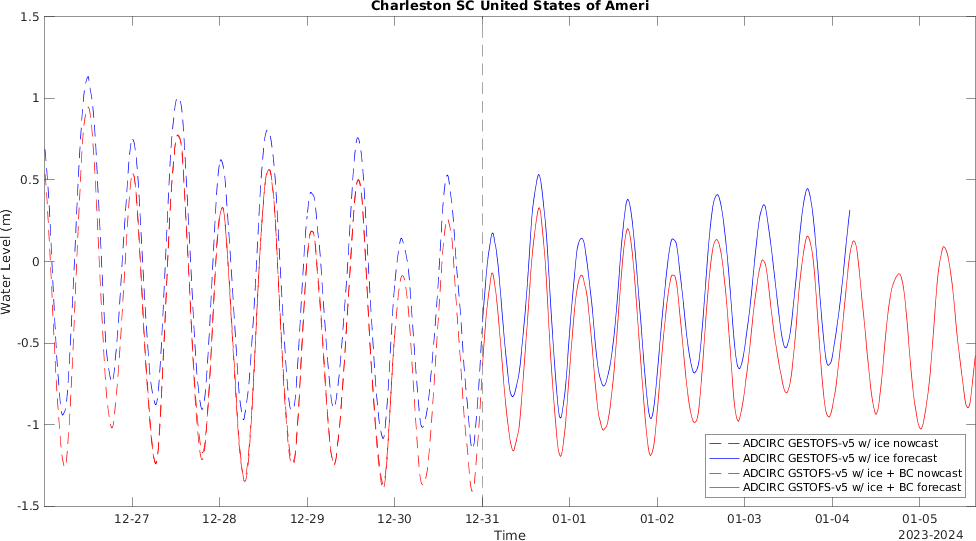 Charleston SC United States of Ameri
1.5
1
0.5
0
-0.5
-1
-1.5
Water Level (m)
12-27 12-28 12-29 12-30 12-31 01-01 01-02 01-03 01-04 01-05
Time
2023-2024
ADCIRC GESTOFS-v5 w/ ice nowcast
ADCIRC GESTOFS-v5 w/ ice forecast
ADCIRC GSTOFS-v5 w/ ice + BC nowcast
ADCIRC GSTOFS-v5 w/ ice + BC forecast